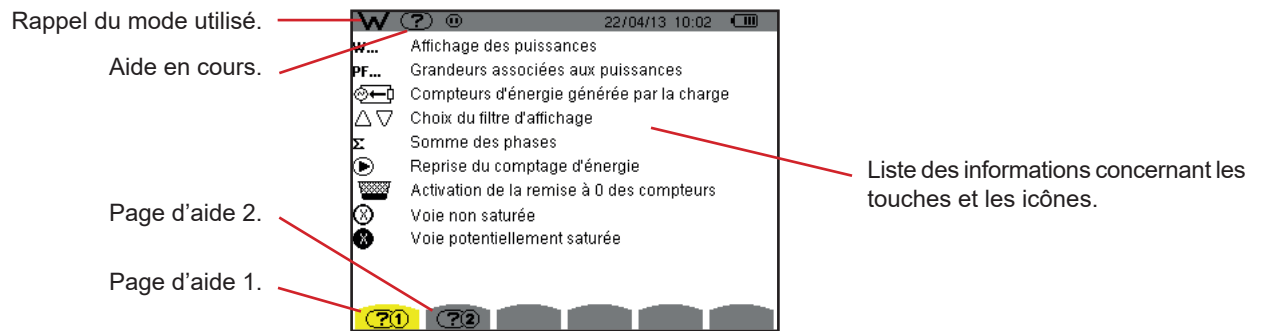 Rappel du mode utilisé.
W ? 22/04/13 10:02
Aide en cours.
W... Affichage des puissances
PF... Grandeurs associées aux puissances
Compteurs d'énergie générée par la charge
Choix du filtre d'affichage
Σ Somme des phases
Reprise du comptage d'énergie
Activation de la remise à 0 des compteurs
X Voie non saturée
X Voie potentiellement saturée
Liste des informations concernant les
touches et les icônes.
Page d'aide 2.
Page d'aide 1.
?1 ?2